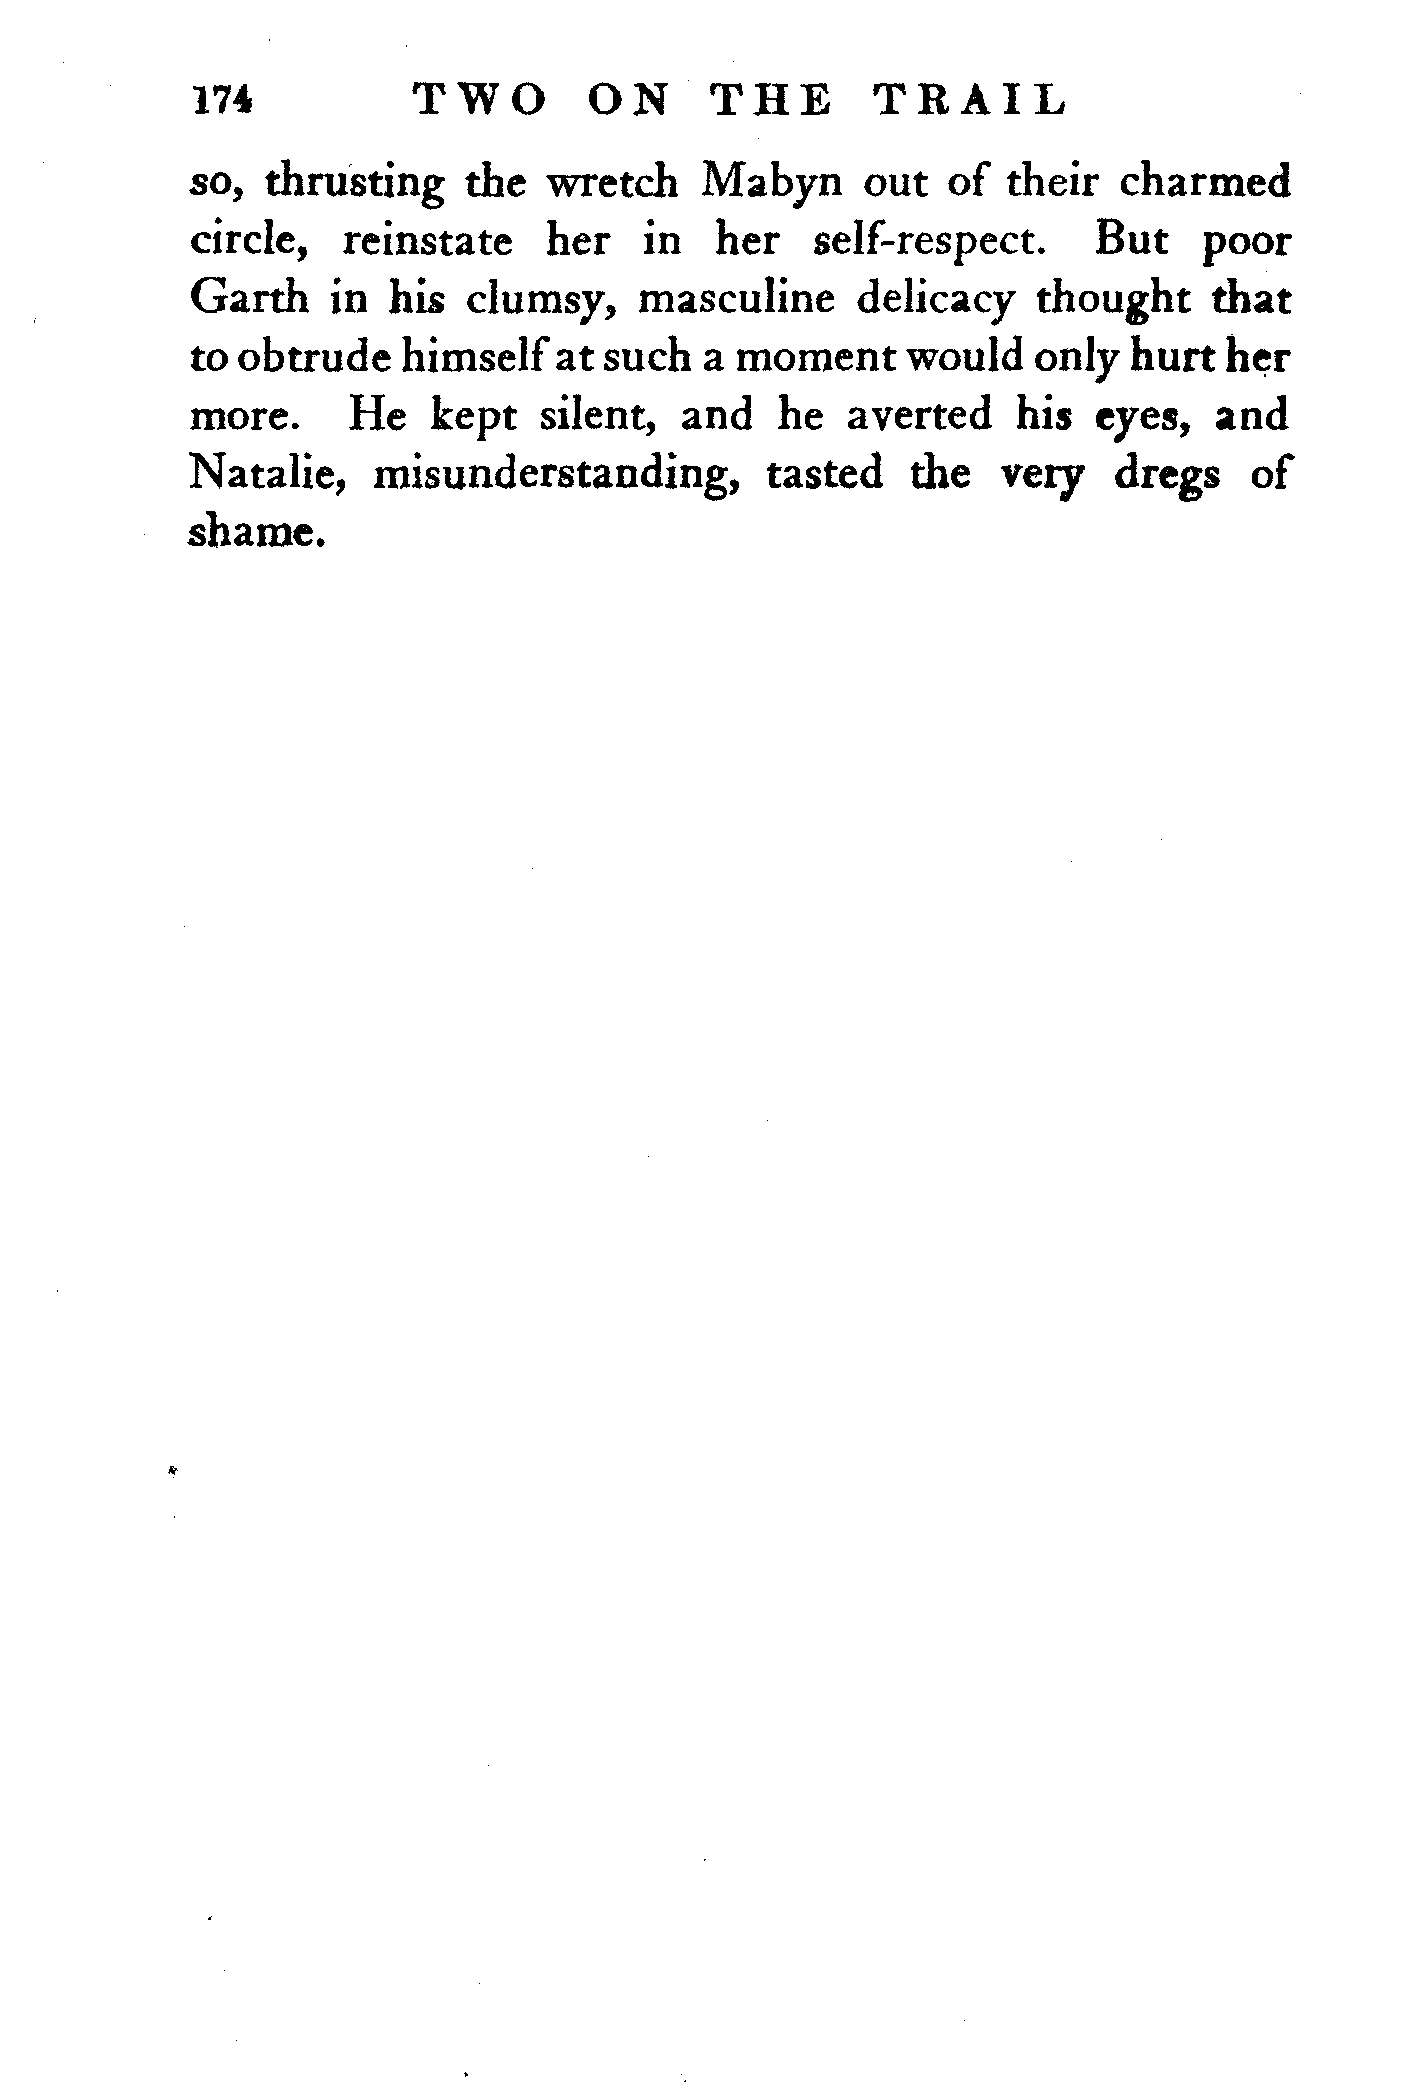 174 TWO ON THE TRAIL
so, thrusting the wretch Mabyn out of their charmed
circle, reinstate her in her self-respect. But poor
Garth in his clumsy, masculine delicacy thought that
to obtrude himself at such a moment would only hurt her
more. He kept silent, and he averted his eyes, and
Natalie, misunderstanding, tasted the very dregs of
shame.